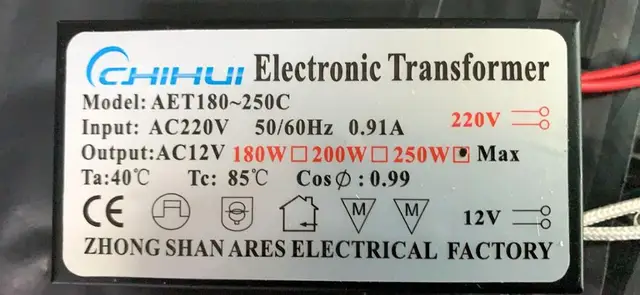 CHIHUI Electronic Transformer
Model: AET180~250C
Input: AC220V 50/60Hz 0.91A
220V
Output:AC12V 180W□200W□250W□ Max
Ta:40℃ Tc: 85℃ Cos∅: 0.99
CE M M 12V
ZHONG SHAN ARES ELECTRICAL FACTORY